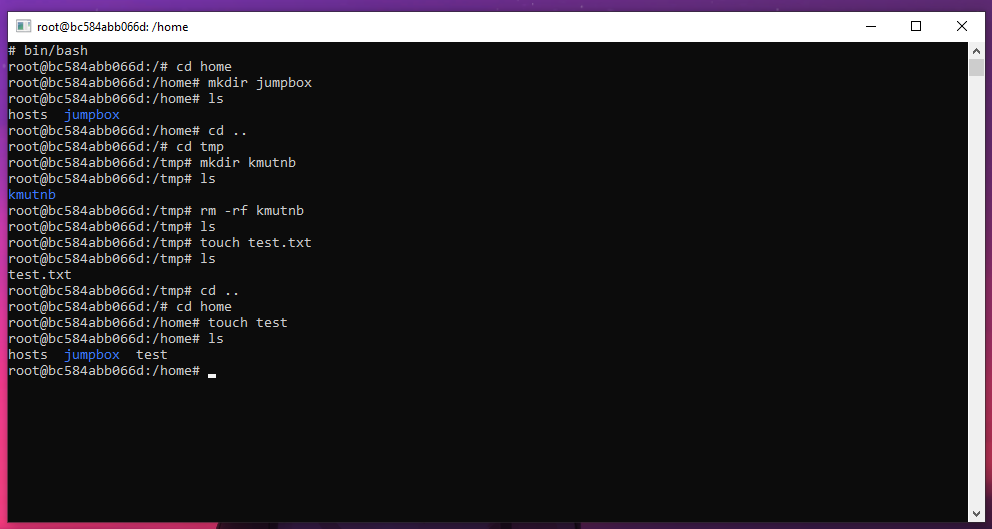 root@bc584abb066d: /home
# bin/bash
root@bc584abb066d:/# cd home
root@bc584abb066d:/home# mkdir jumpbox
root@bc584abb066d:/home# ls
hosts  jumpbox
root@bc584abb066d:/home# cd ..
root@bc584abb066d:/# cd tmp
root@bc584abb066d:/tmp# mkdir kmutnb
root@bc584abb066d:/tmp# ls
kmutnb
root@bc584abb066d:/tmp# rm -rf kmutnb
root@bc584abb066d:/tmp# ls
root@bc584abb066d:/tmp# touch test.txt
root@bc584abb066d:/tmp# ls
test.txt
root@bc584abb066d:/tmp# cd ..
root@bc584abb066d:/# cd home
root@bc584abb066d:/home# touch test
root@bc584abb066d:/home# ls
hosts  jumpbox  test
root@bc584abb066d:/home#